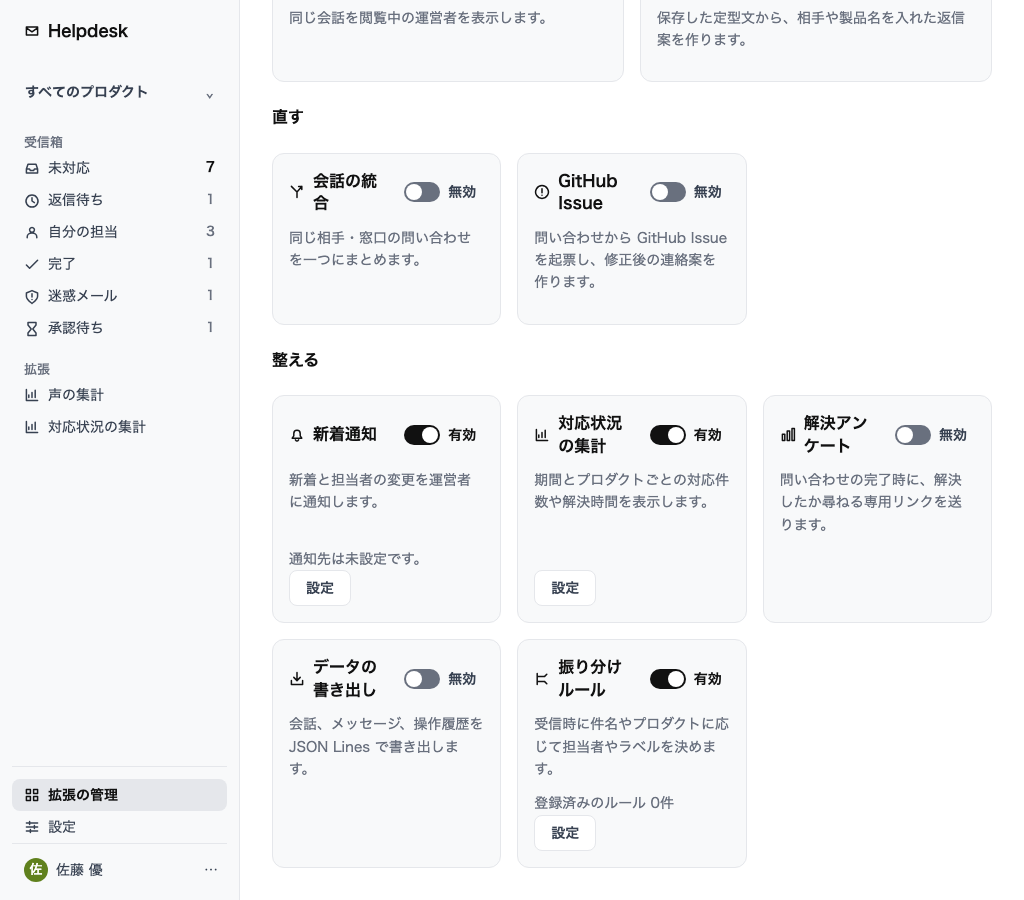 Helpdesk
すべてのプロダクト
受信箱
未対応 7
返信待ち 1
自分の担当 3
完了 1
迷惑メール 1
承認待ち 1
拡張
声の集計
対応状況の集計
拡張の管理
設定
佐 佐藤 優 …
同じ会話を閲覧中の運営者を表示します。
保存した定型文から、相手や製品名を入れた返信
案を作ります。
直す
会話の統
合
無効
同じ相手・窓口の問い合わせ
を一つにまとめます。
GitHub
Issue
無効
問い合わせから GitHub Issue
を起票し、修正後の連絡案を
作ります。
整える
新着通知 有効
新着と担当者の変更を運営者
に通知します。
通知先は未設定です。
設定
対応状況
の集計
有効
期間とプロダクトごとの対応件
数や解決時間を表示します。
設定
解決アン
ケート
無効
問い合わせの完了時に、解決
したか尋ねる専用リンクを送
ります。
データの
書き出し
無効
会話、メッセージ、操作履歴を
JSON Lines で書き出しま
す。
振り分け
ルール
有効
受信時に件名やプロダクトに応
じて担当者やラベルを決めま
す。
登録済みのルール 0件
設定